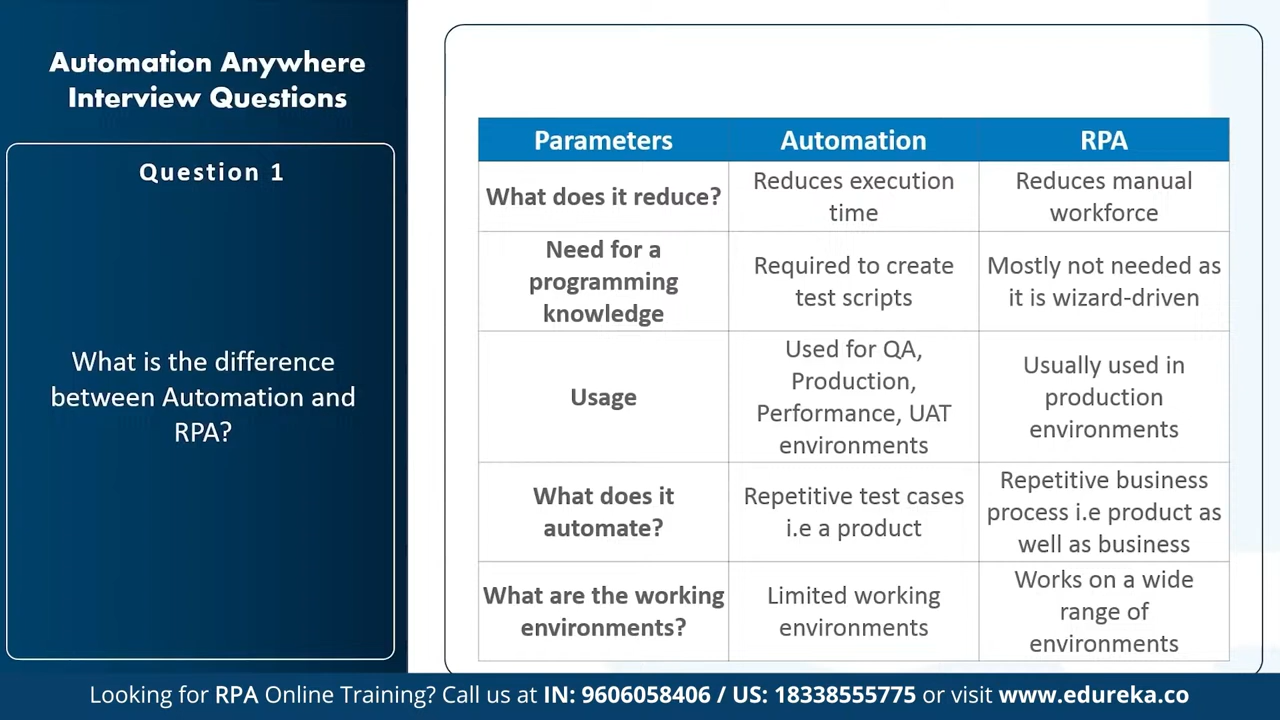 Automation Anywhere
Interview Questions
Question 1
What is the difference
between Automation and
RPA?
Parameters
Automation
RPA
What does it reduce?
Reduces execution
time
Reduces manual
workforce
Need for a
programming
knowledge
Required to create
test scripts
Mostly not needed as
it is wizard-driven
Usage
Used for QA,
Production,
Performance, UAT
environments
Usually used in
production
environments
What does it
automate?
Repetitive test cases
i.e a product
Repetitive business
process i.e product as
well as business
What are the working
environments?
Limited working
environments
Works on a wide
range of
environments
Looking for RPA Online Training? Call us at IN: 9606058406 / US: 18338555775 or visit www.edureka.co